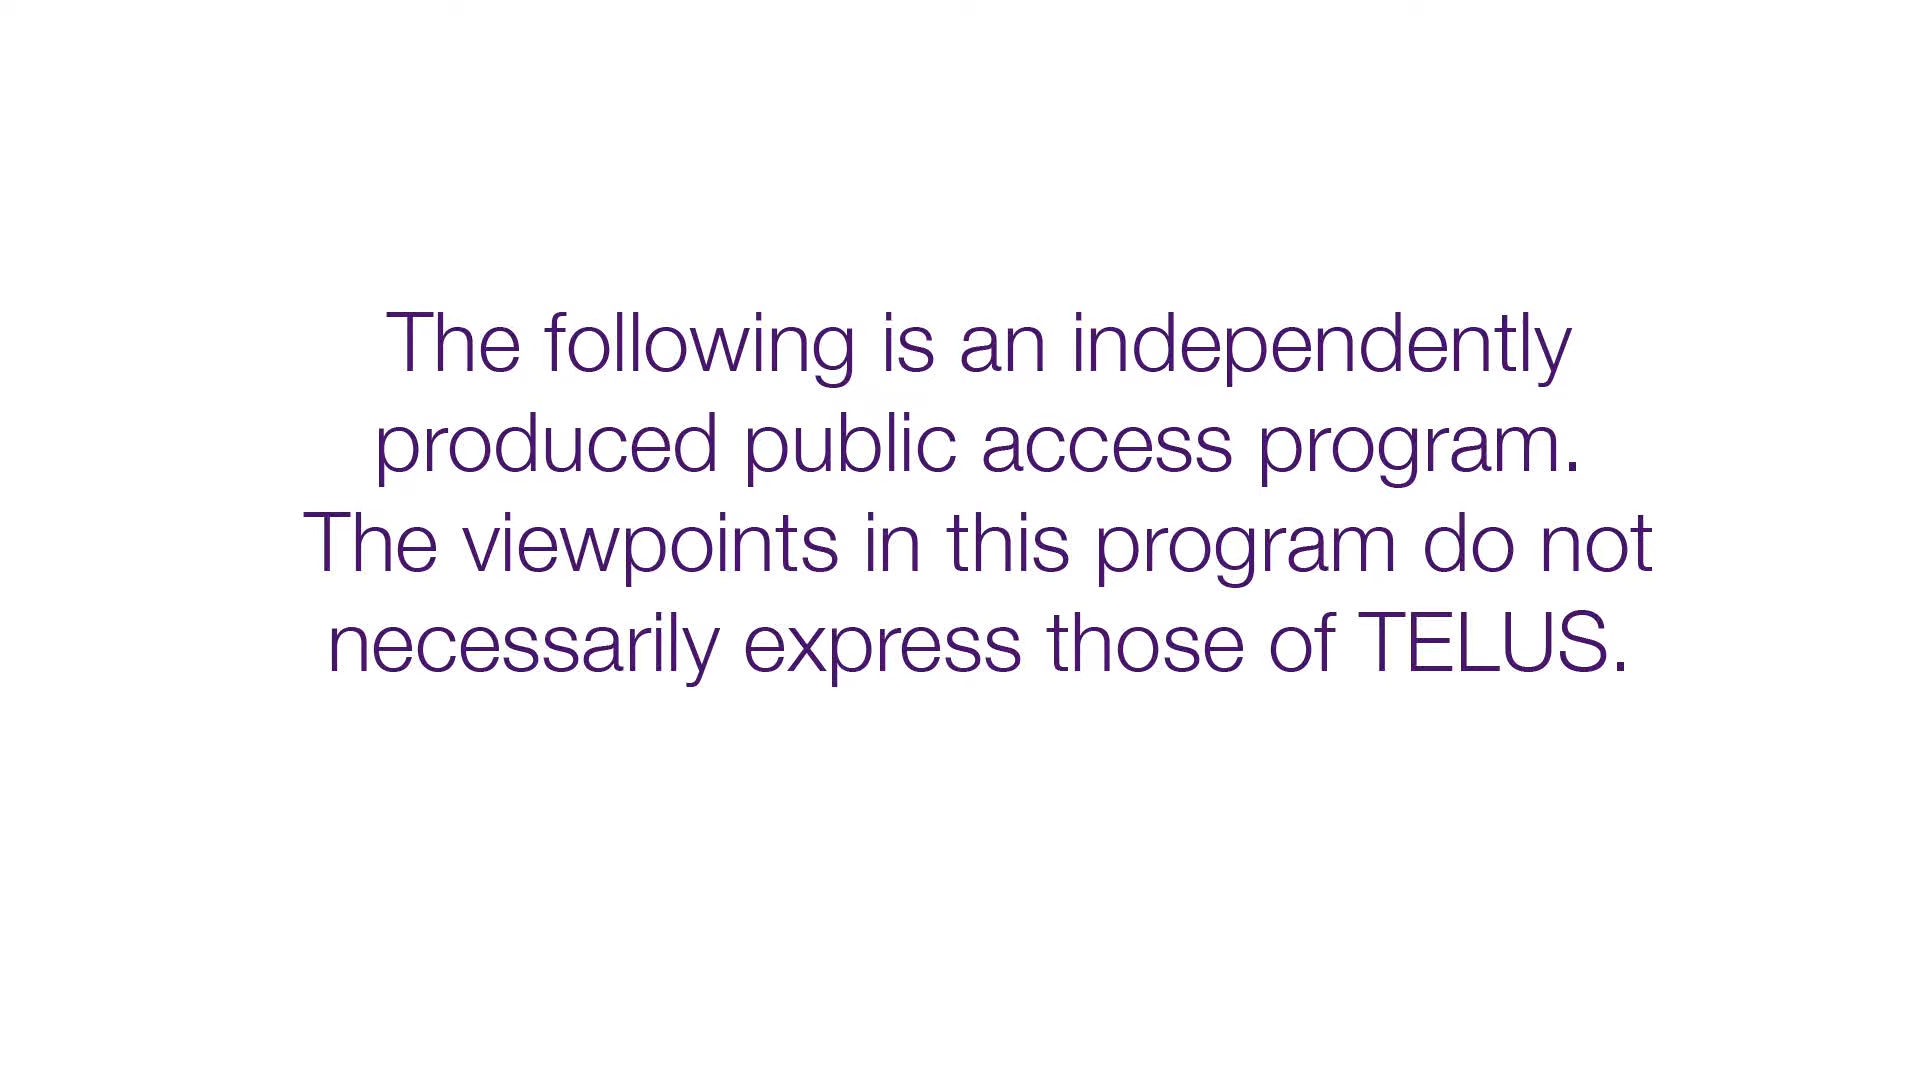 The following is an independently
produced public access program.
The viewpoints in this program do not
necessarily express those of TELUS.